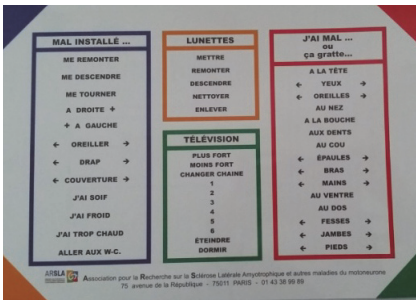 MAL INSTALLÉ ...
ME REMONTER
ME DESCENDRE
ME TOURNER
A DROITE →
← A GAUCHE
← OREILLER →
← DRAP →
← COUVERTURE →
J'AI SOIF
J'AI FROID
J'AI TROP CHAUD
ALLER AUX W-C.
LUNETTES
METTRE
REMONTER
DESCENDRE
NETTOYER
ENLEVER
TÉLÉVISION
PLUS FORT
MOINS FORT
CHANGER CHAINE
1
2
3
4
5
6
ÉTEINDRE
DORMIR
J'AI MAL ...
ou
ça gratte...
A LA TÊTE
← YEUX →
← OREILLES →
AU NEZ
A LA BOUCHE
AUX DENTS
AU COU
← ÉPAULES →
← BRAS →
← MAINS →
AU VENTRE
AU DOS
← FESSES →
← JAMBES →
← PIEDS →
ARSLA
Association pour la Recherche sur la Sclérose Latérale Amyotrophique et autres maladies du motoneurone
75 avenue de la République - 75011 PARIS - 01 43 38 99 89